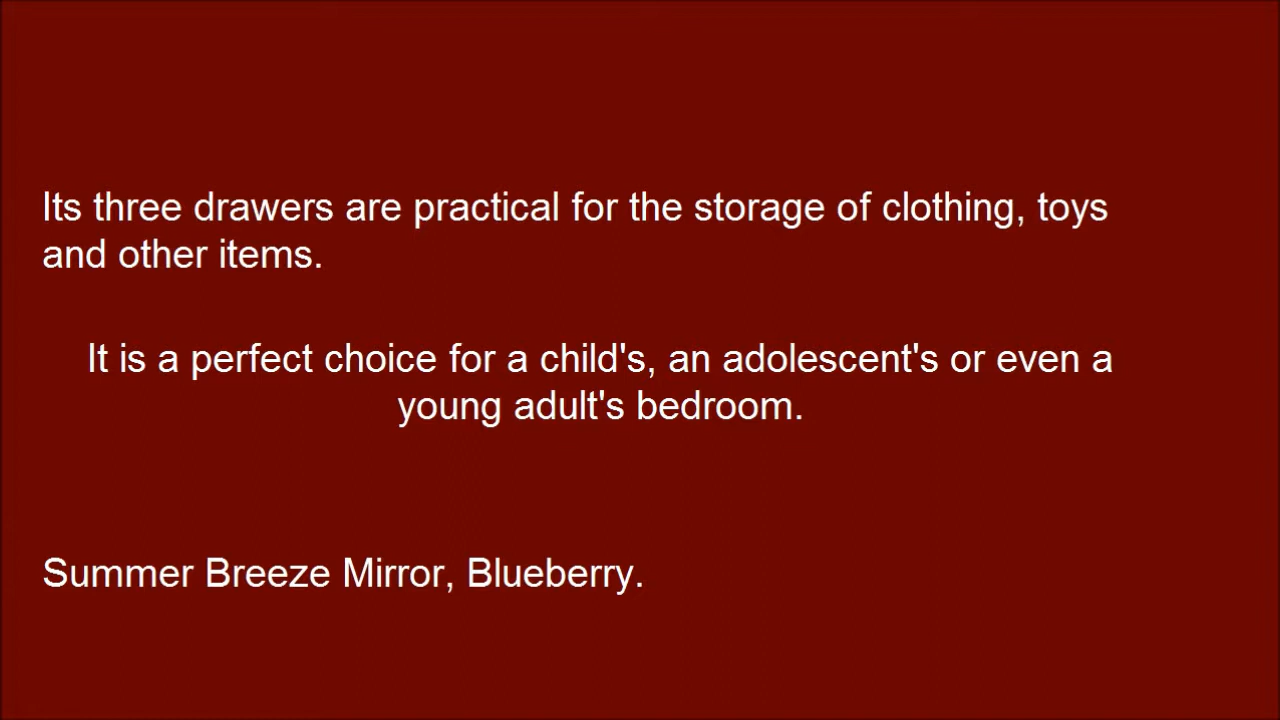 Its three drawers are practical for the storage of clothing, toys
and other items.
It is a perfect choice for a child's, an adolescent's or even a
young adult's bedroom.
Summer Breeze Mirror, Blueberry.